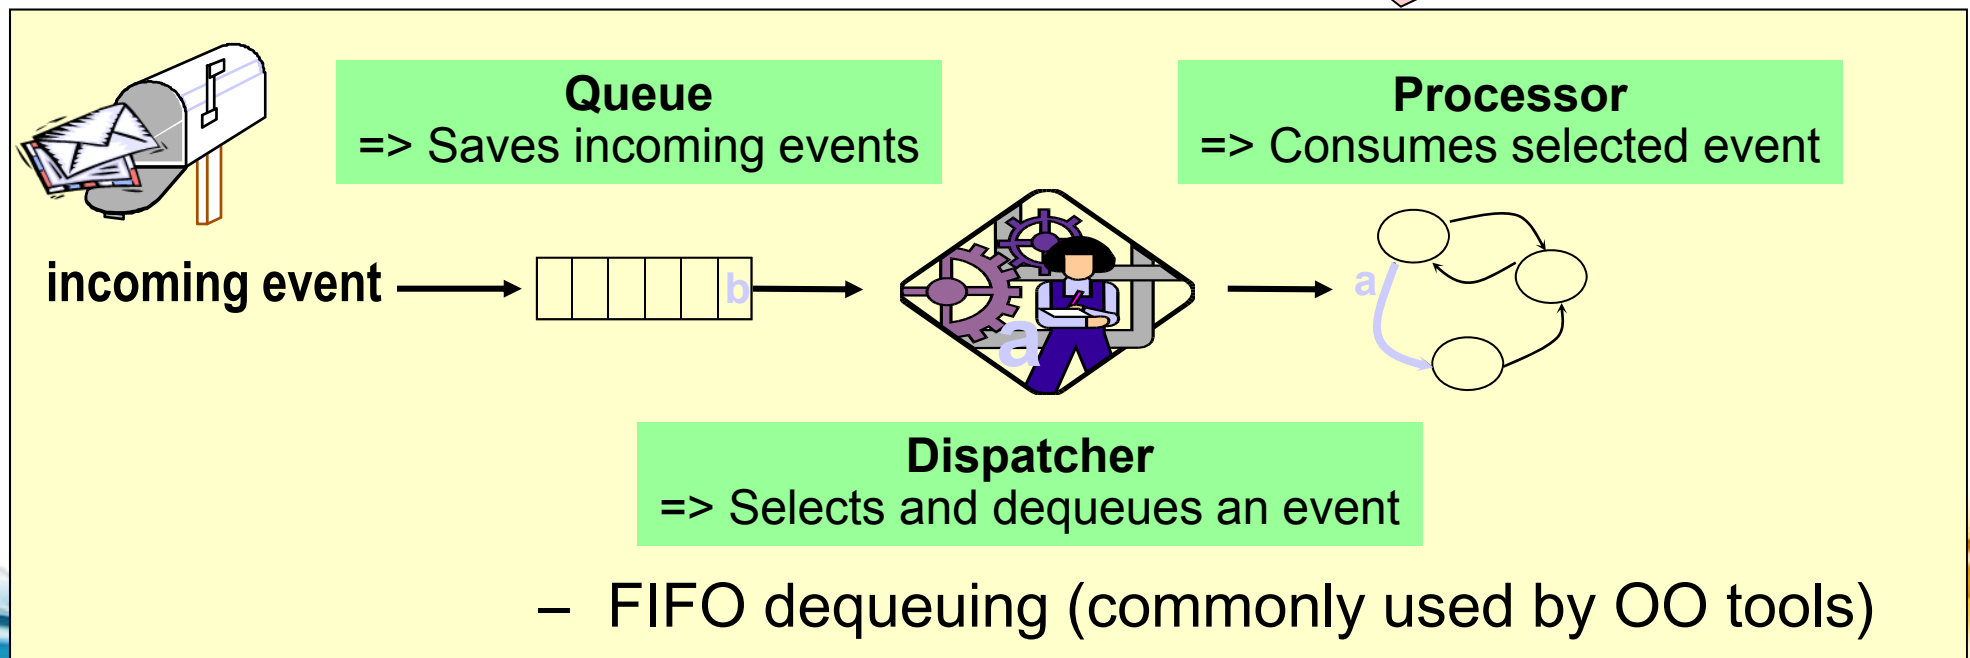 Queue
=> Saves incoming events
Processor
=> Consumes selected event
incoming event
b
a
a
Dispatcher
=> Selects and dequeues an event
– FIFO dequeuing (commonly used by OO tools)